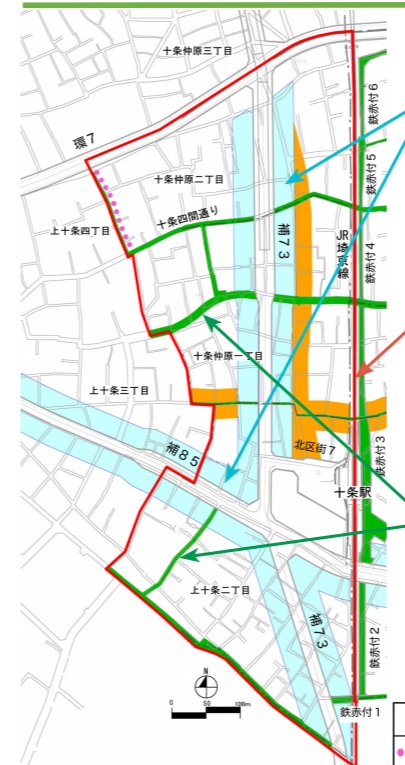 十条仲原三丁目
環7
鉄赤付6
十条仲原二丁目
鉄赤付5
上十条四丁目
十条四間通り
補73
JR埼京線
鉄赤付4
十条仲原一丁目
上十条三丁目
補85
北区街7
鉄赤付3
十条駅
上十条二丁目
補73
鉄赤付2
N
0 50 100m
鉄赤付1